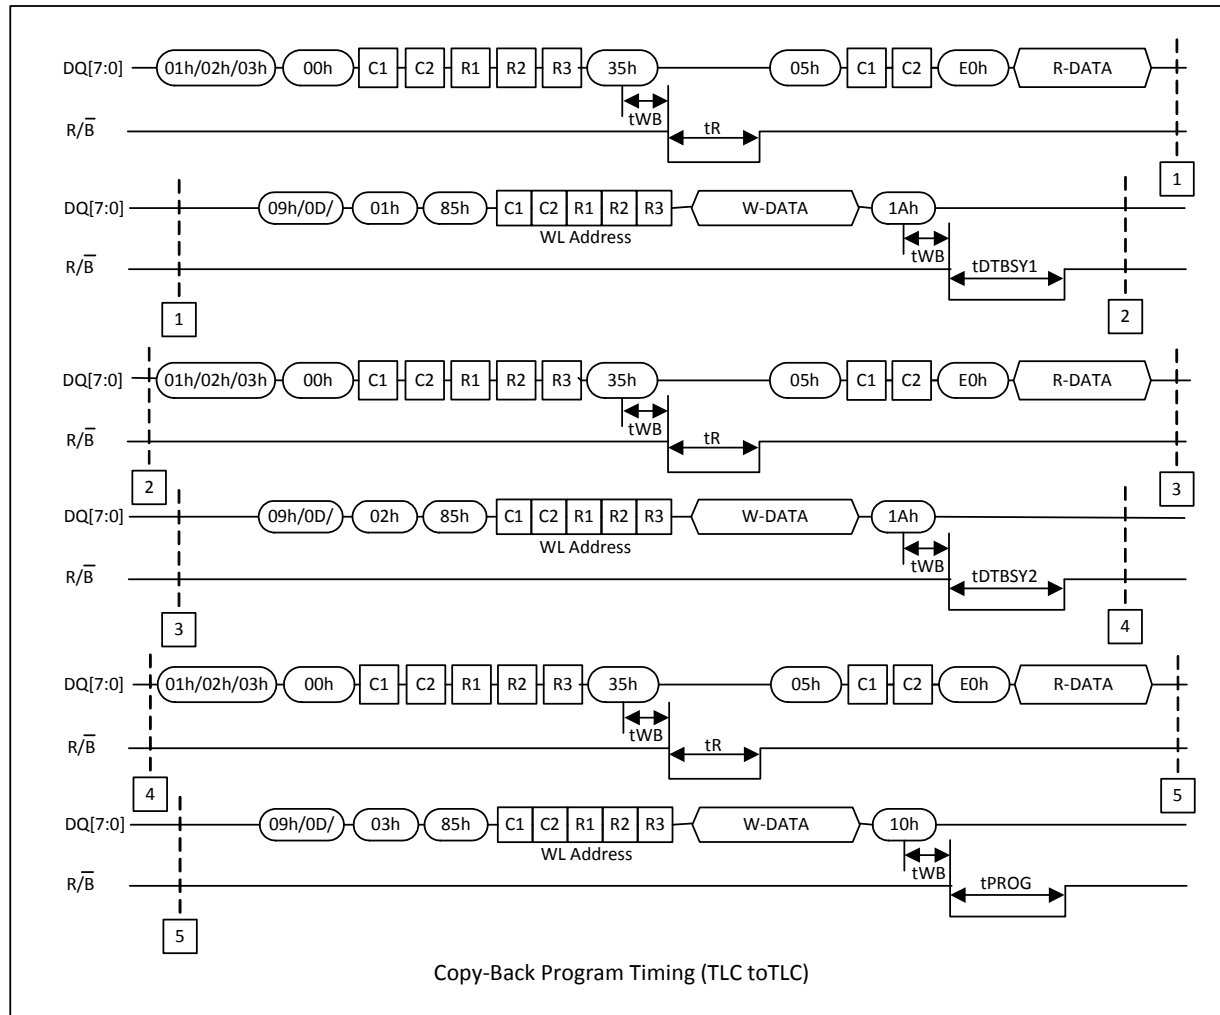 DQ[7:0] 01h/02h/03h 00h C1 C2 R1 R2 R3 35h 05h C1 C2 E0h R-DATA
tWB
R/B̅ tR
1
DQ[7:0] 09h/0D/ 01h 85h C1 C2 R1 R2 R3 W-DATA 1Ah
WL Address
tWB
R/B̅ tDTBSY1
1 2
DQ[7:0] 01h/02h/03h 00h C1 C2 R1 R2 R3 35h 05h C1 C2 E0h R-DATA
tWB
R/B̅ tR
2 3
DQ[7:0] 09h/0D/ 02h 85h C1 C2 R1 R2 R3 W-DATA 1Ah
WL Address
tWB
R/B̅ tDTBSY2
3 4
DQ[7:0] 01h/02h/03h 00h C1 C2 R1 R2 R3 35h 05h C1 C2 E0h R-DATA
tWB
R/B̅ tR
4 5
DQ[7:0] 09h/0D/ 03h 85h C1 C2 R1 R2 R3 W-DATA 10h
WL Address
tWB
R/B̅ tPROG
5
Copy-Back Program Timing (TLC toTLC)